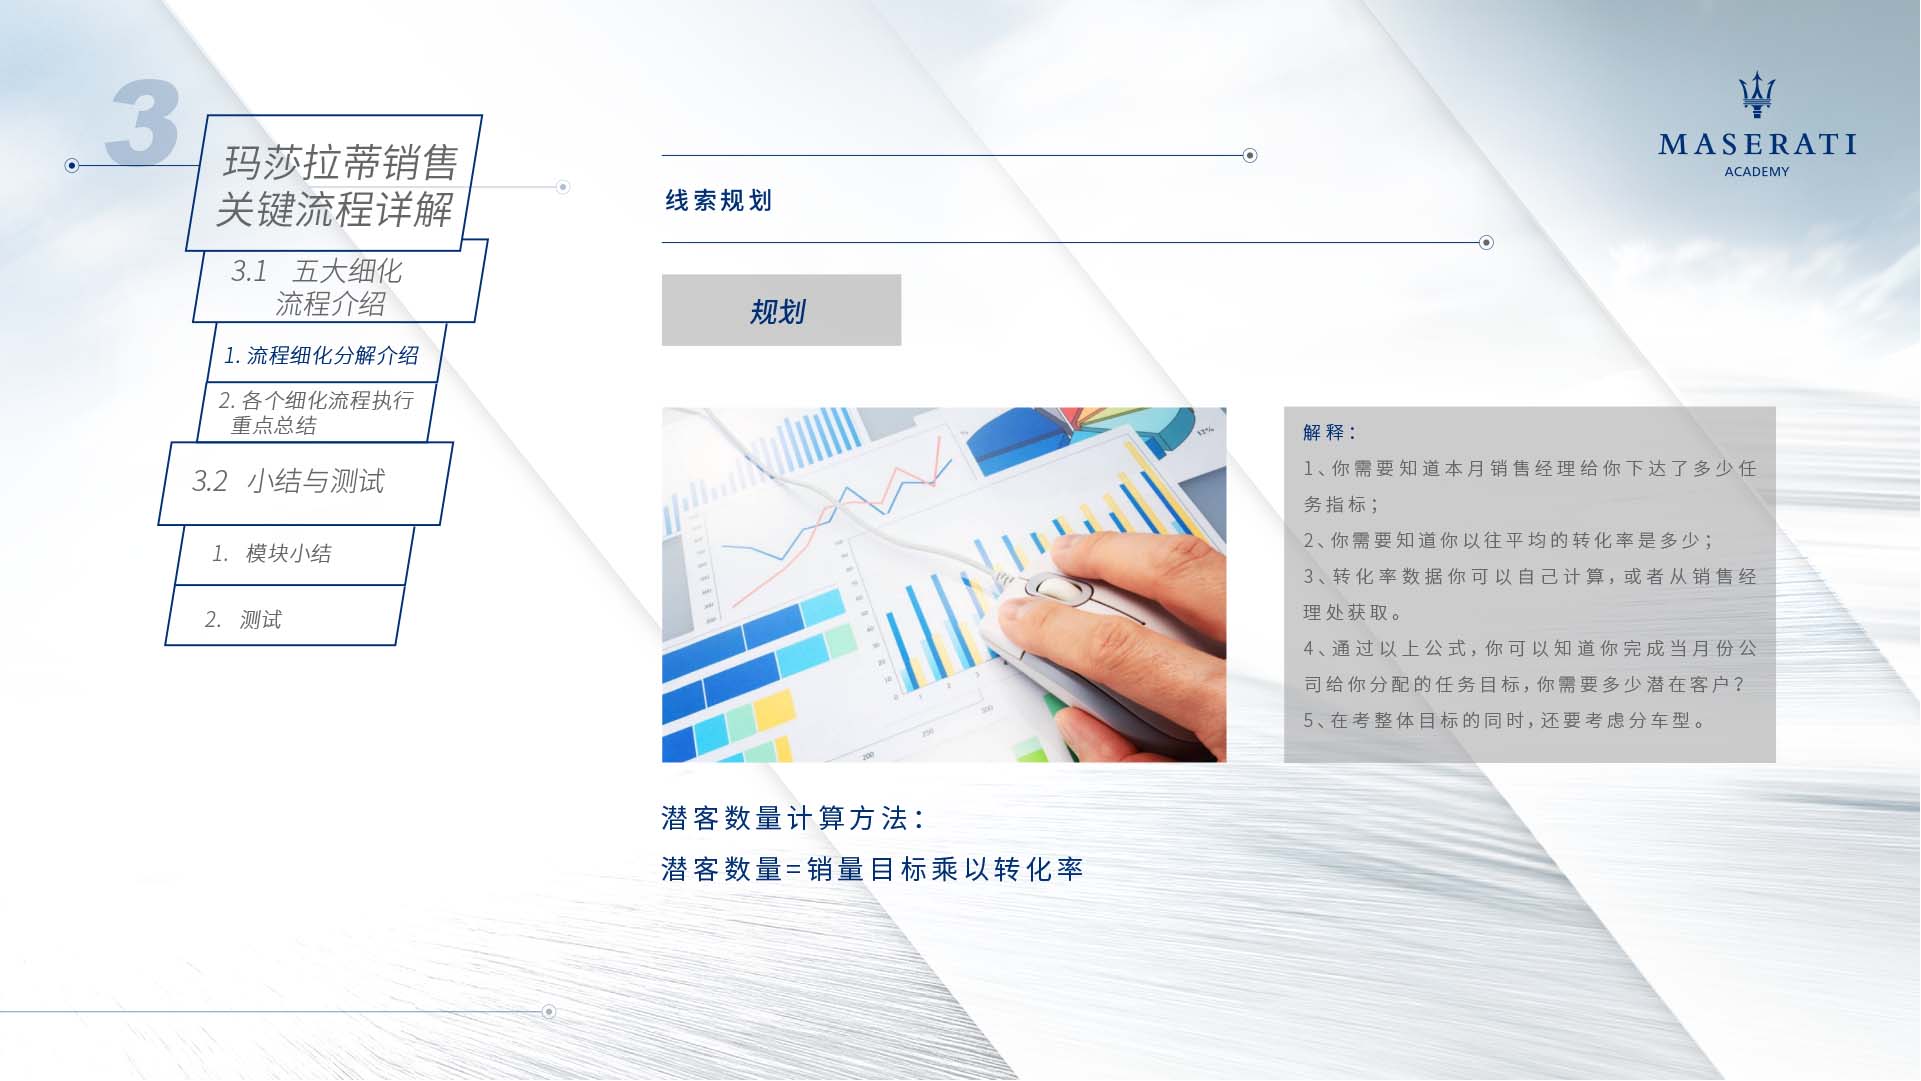 3
玛莎拉蒂销售
关键流程详解
3.1 五大细化
流程介绍
1. 流程细化分解介绍
2. 各个细化流程执行
重点总结
3.2 小结与测试
1. 模块小结
2. 测试
MASERATI
ACADEMY
线索规划
规划
解释：
1、你需要知道本月销售经理给你下达了多少任
务指标；
2、你需要知道你以往平均的转化率是多少；
3、转化率数据你可以自己计算，或者从销售经
理处获取。
4、通过以上公式，你可以知道你完成当月份公
司给你分配的任务目标，你需要多少潜在客户？
5、在考整体目标的同时，还要考虑分车型。
潜客数量计算方法：
潜客数量=销量目标乘以转化率